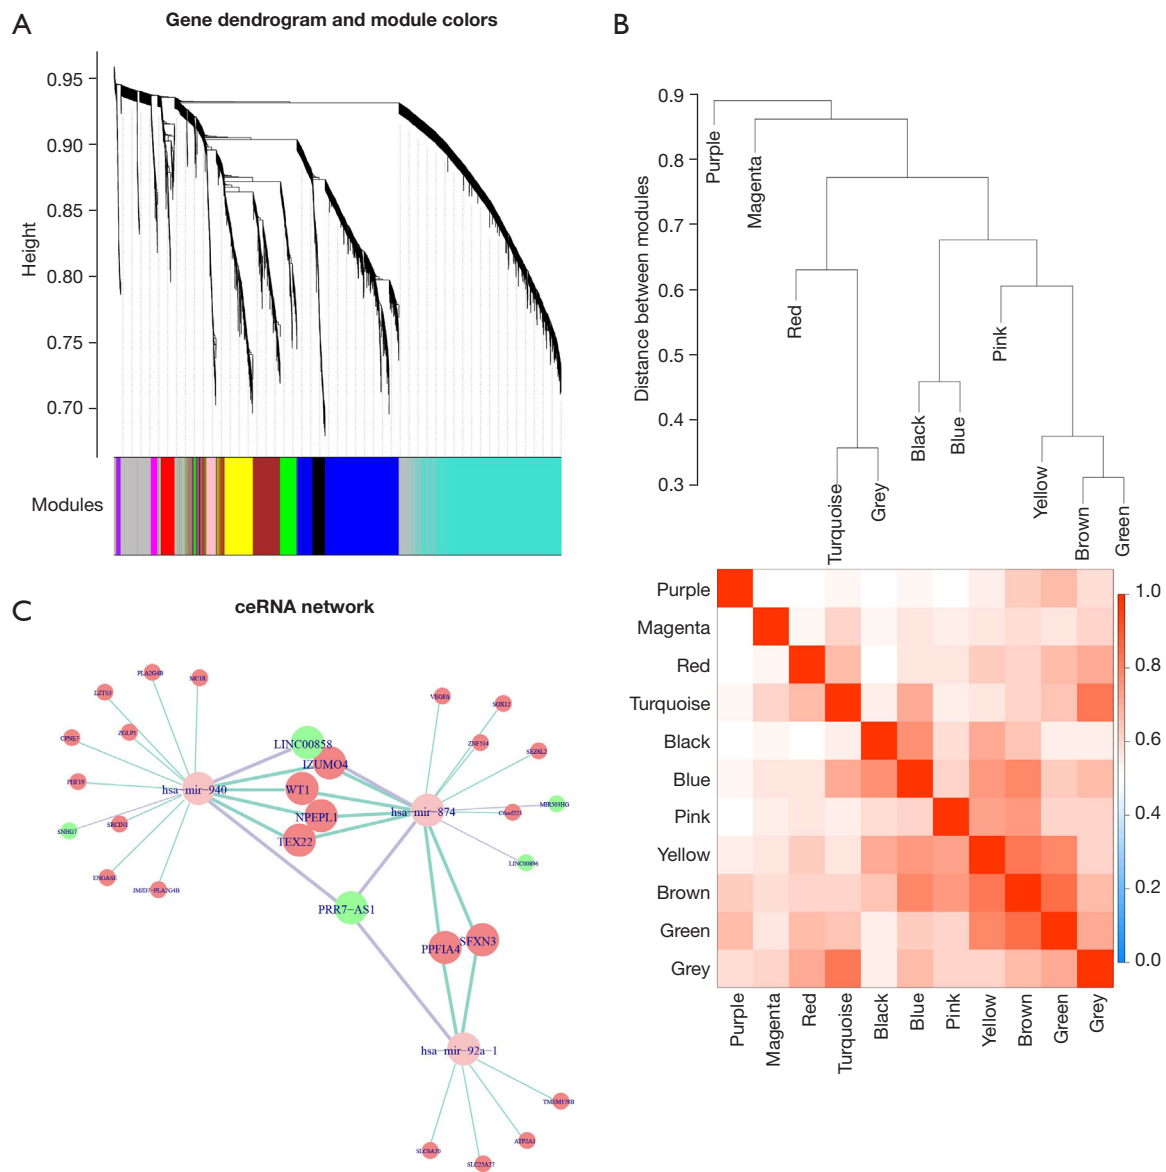 A
Gene dendrogram and module colors
0.95
0.90
0.85
0.80
0.75
0.70
Height
Modules
B
0.9
0.8
0.7
0.6
0.5
0.4
0.3
Distance between modules
Purple
Magenta
Red
Turquoise
Grey
Black
Blue
Pink
Yellow
Brown
Green
Purple
Magenta
Red
Turquoise
Black
Blue
Pink
Yellow
Brown
Green
Grey
Purple
Magenta
Red
Turquoise
Black
Blue
Pink
Yellow
Brown
Green
Grey
1.0
0.8
0.6
0.4
0.2
0.0
C
ceRNA network
PLA2G4B
MC1R
LZTS3
CPNE7
ZGLP1
PHF19
hsa-mir-940
SNHG7
SRCIN1
ENGASE
JMJD7-PLA2G4B
LINC00858
IZUMO4
WT1
NPEPL1
TEX22
PRR7-AS1
VEGFA
SOX12
ZNF514
SEZ6L2
hsa-mir-874
MIR503HG
C6orf223
LINC00896
PPFIA4
SFXN3
hsa-mir-92a-1
TMEM178B
ATP2A1
SLC25A27